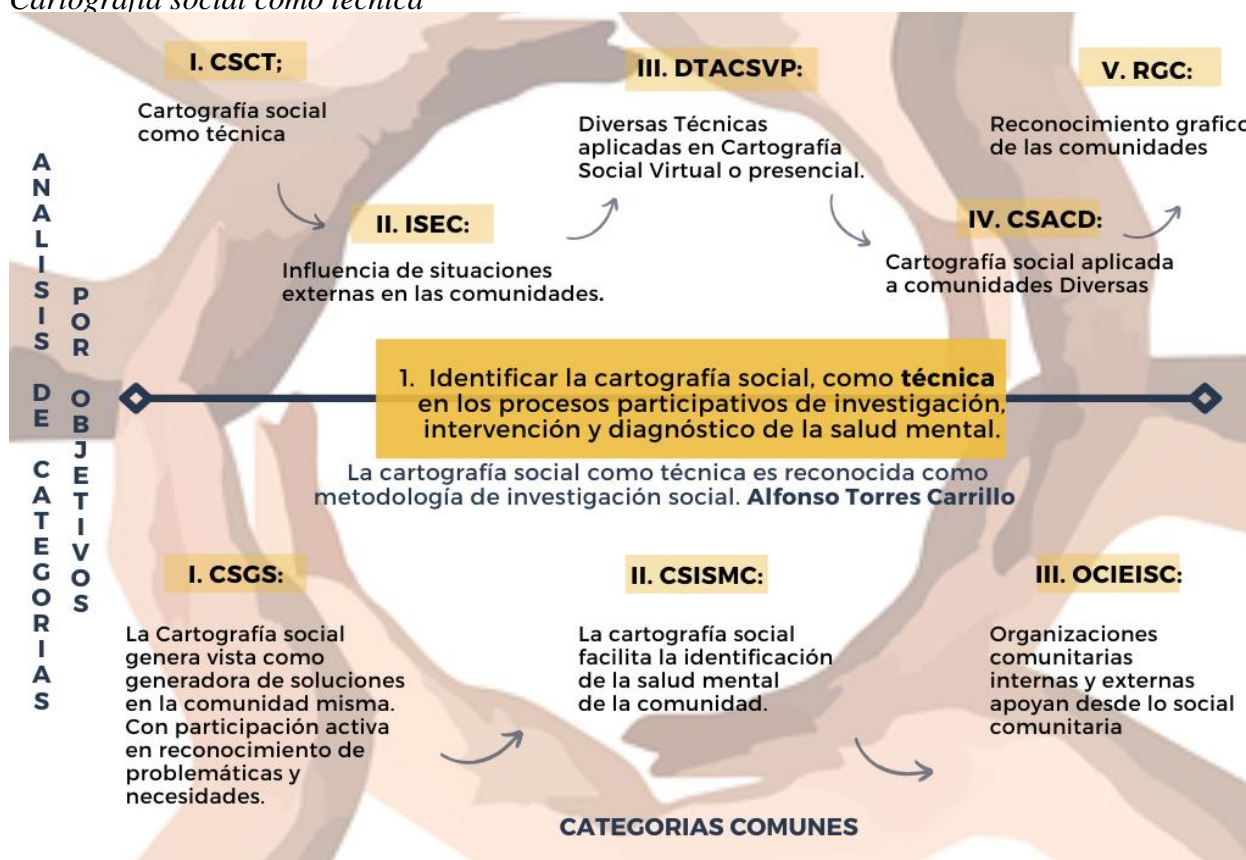 Cartografía social como técnica
I. CSCT;
Cartografía social
como técnica
II. ISEC:
Influencia de situaciones
externas en las comunidades.
III. DTACSVP:
Diversas Técnicas
aplicadas en Cartografía
Social Virtual o presencial.
IV. CSACD:
Cartografía social aplicada
a comunidades Diversas
V. RGC:
Reconocimiento grafico
de las comunidades
ANALISIS DE CATEGORIAS
POR OBJETIVOS
1. Identificar la cartografía social, como técnica
en los procesos participativos de investigación,
intervención y diagnóstico de la salud mental.
La cartografía social como técnica es reconocida como
metodología de investigación social. Alfonso Torres Carrillo
I. CSGS:
La Cartografía social
genera vista como
generadora de soluciones
en la comunidad misma.
Con participación activa
en reconocimiento de
problemáticas y
necesidades.
II. CSISMC:
La cartografía social
facilita la identificación
de la salud mental
de la comunidad.
III. OCIEISC:
Organizaciones
comunitarias
internas y externas
apoyan desde lo social
comunitaria
CATEGORIAS COMUNES